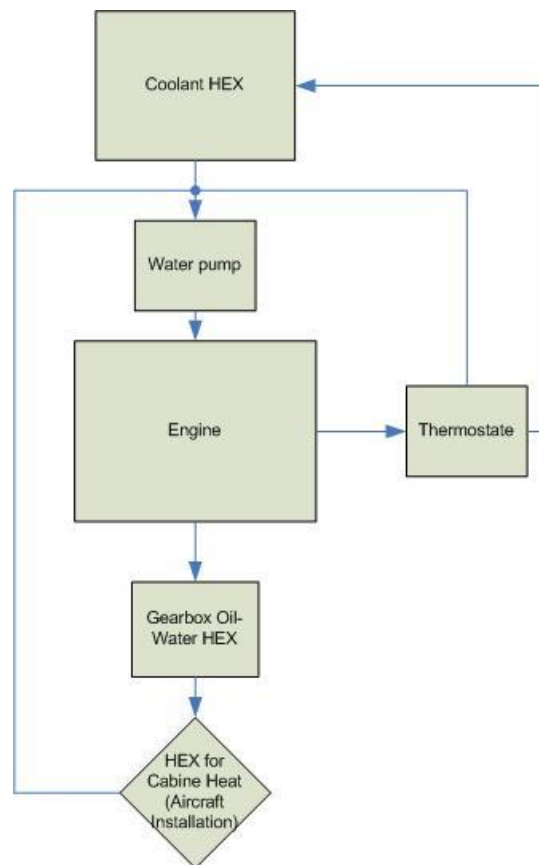 Coolant HEX
Water pump
Engine
Thermostate
Gearbox Oil-
Water HEX
HEX for
Cabine Heat
(Aircraft
Installation)